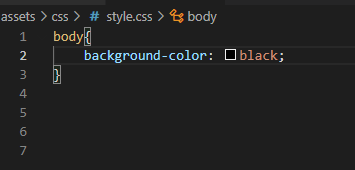 assets > css > # style.css > body
1 body{
2 background-color: black;
3 }
4
5
6
7